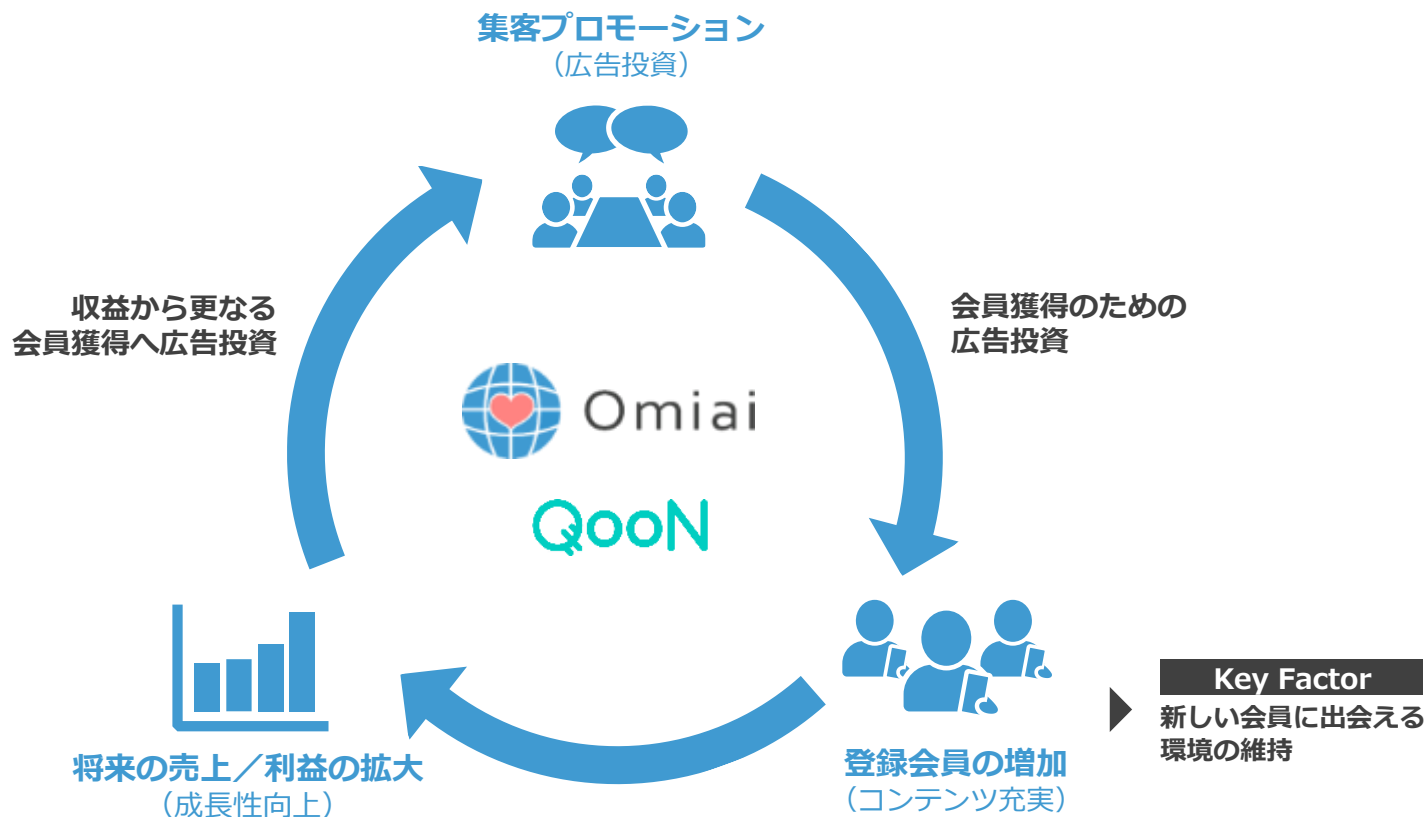 集客プロモーション
（広告投資）
収益から更なる
会員獲得へ広告投資
会員獲得のための
広告投資
Omiai
QooN
Key Factor
新しい会員に出会える
環境の維持
将来の売上／利益の拡大
（成長性向上）
登録会員の増加
（コンテンツ充実）